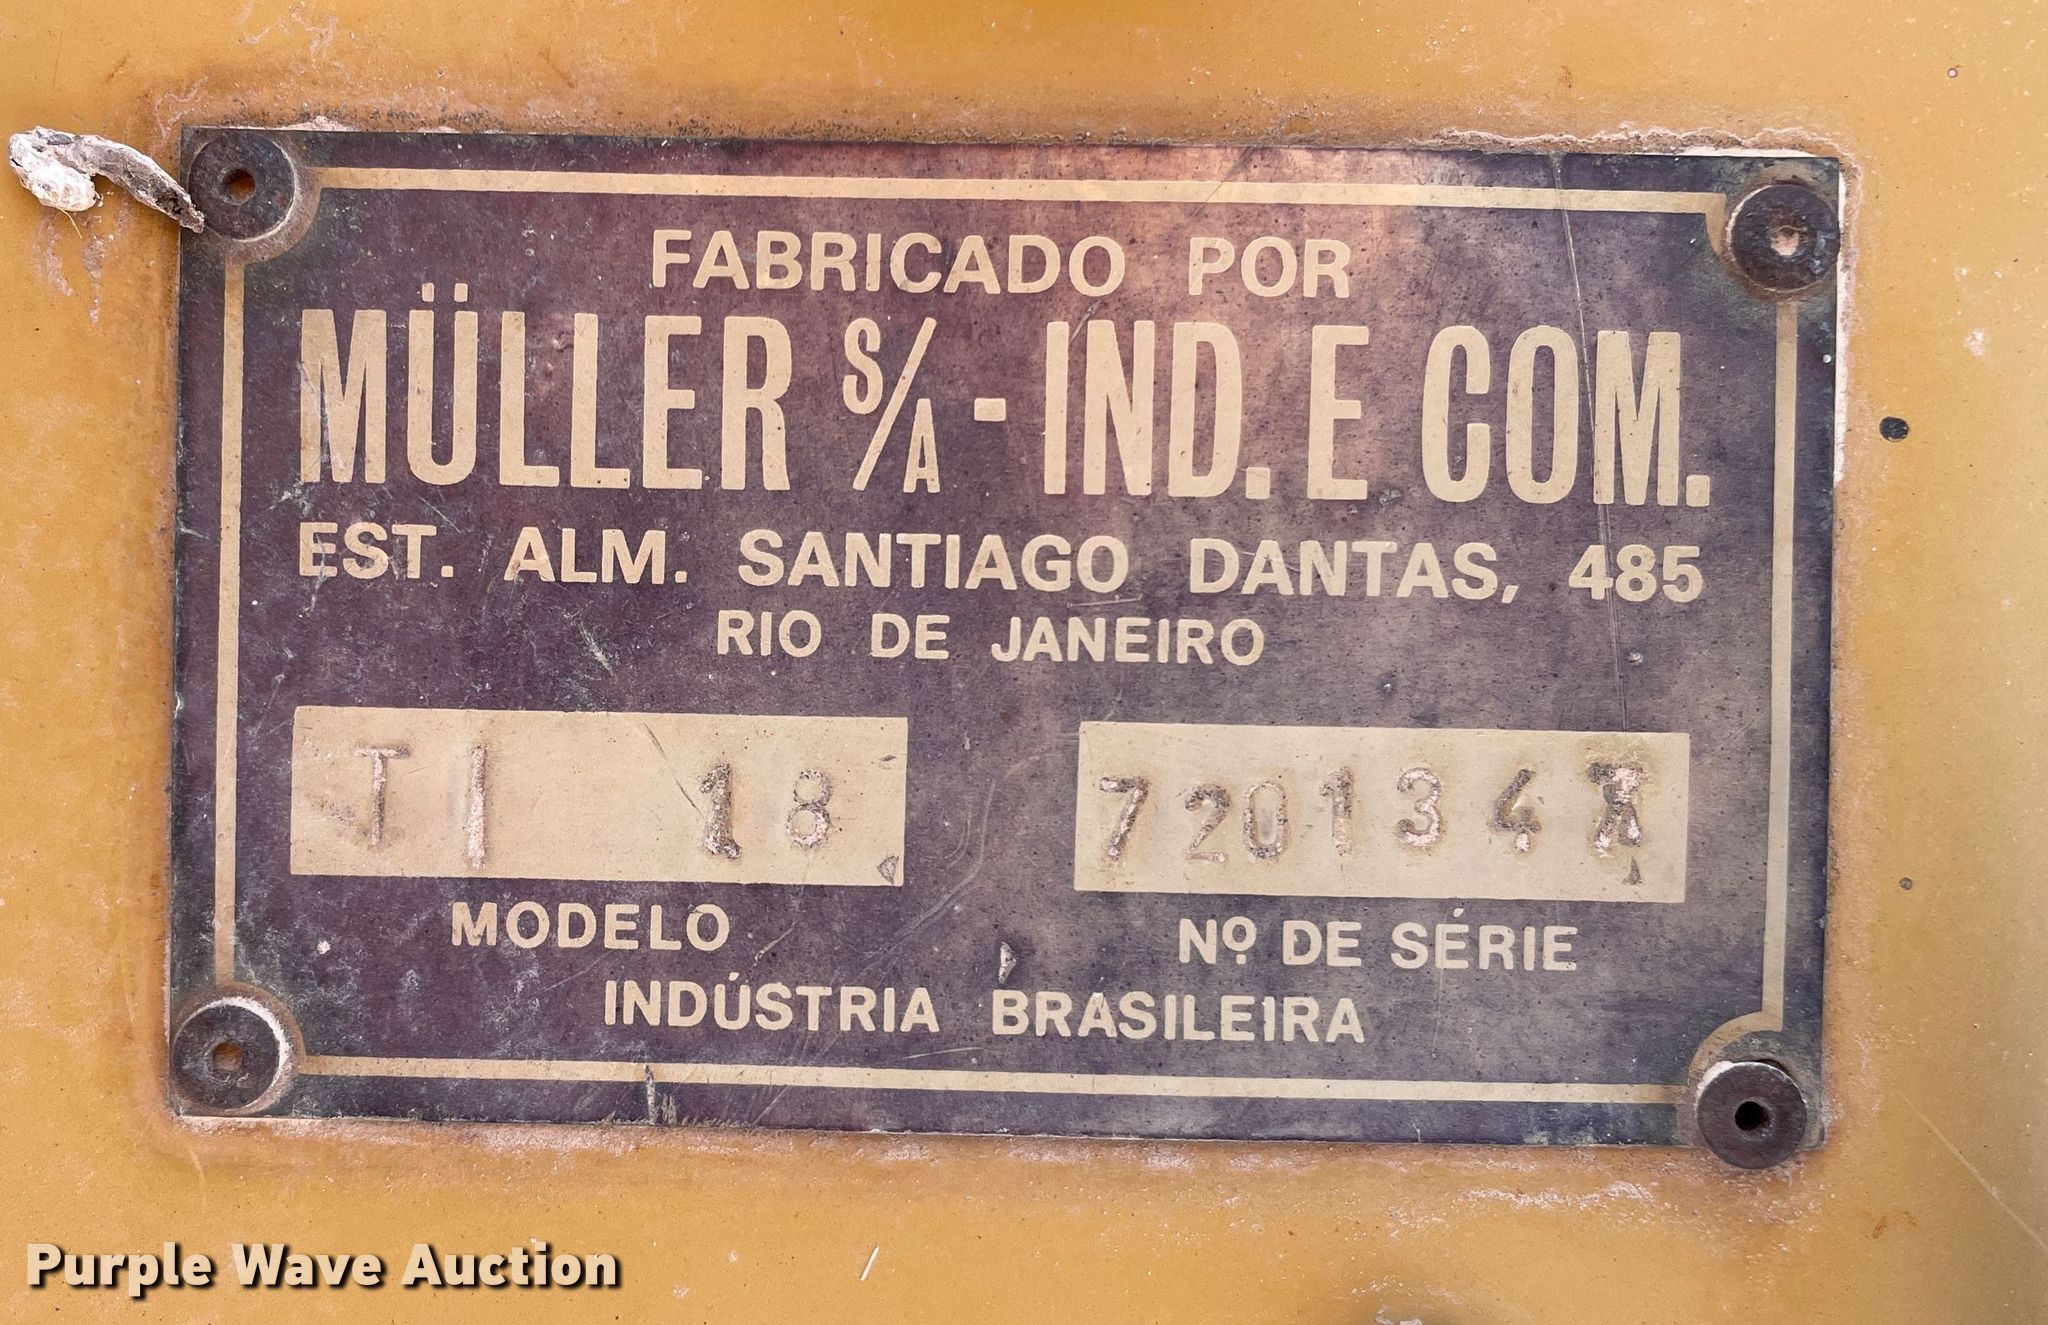 FABRICADO POR
MÜLLER S/A - IND. E COM.
EST. ALM. SANTIAGO DANTAS, 485
RIO DE JANEIRO
TI 18
MODELO
Nº DE SÉRIE
INDÚSTRIA BRASILEIRA
Purple Wave Auction